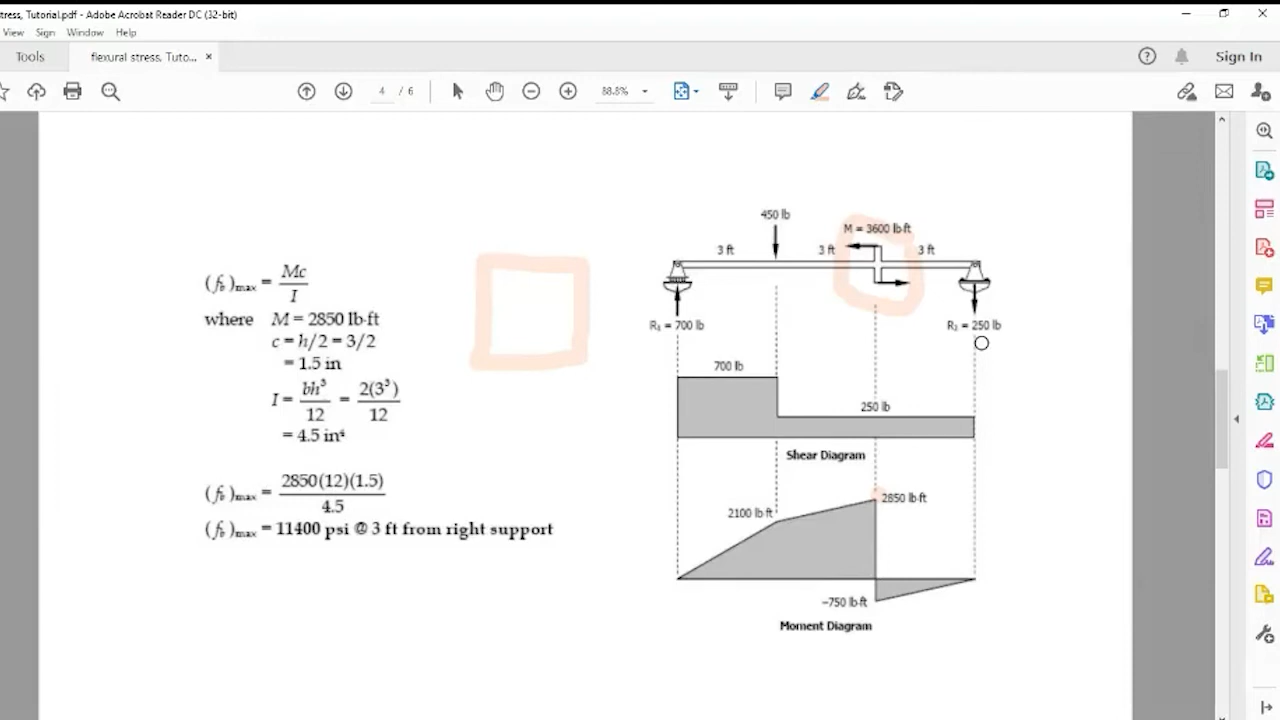 stress, Tutorial.pdf - Adobe Acrobat Reader DC (32-bit)
View Sign Window Help
Tools flexural stress. Tuto... ×
Sign In
4 / 6 88.8%
450 lb
M = 3600 lb·ft
3 ft 3 ft 3 ft
R₁ = 700 lb R₂ = 250 lb
(f_b)max = Mc / I
where M = 2850 lb·ft
c = h/2 = 3/2
= 1.5 in
I = bh³ / 12 = 2(3³) / 12
= 4.5 in⁴
(f_b)max = 2850(12)(1.5) / 4.5
(f_b)max = 11400 psi @ 3 ft from right support
700 lb
250 lb
Shear Diagram
2850 lb·ft
2100 lb·ft
−750 lb·ft
Moment Diagram